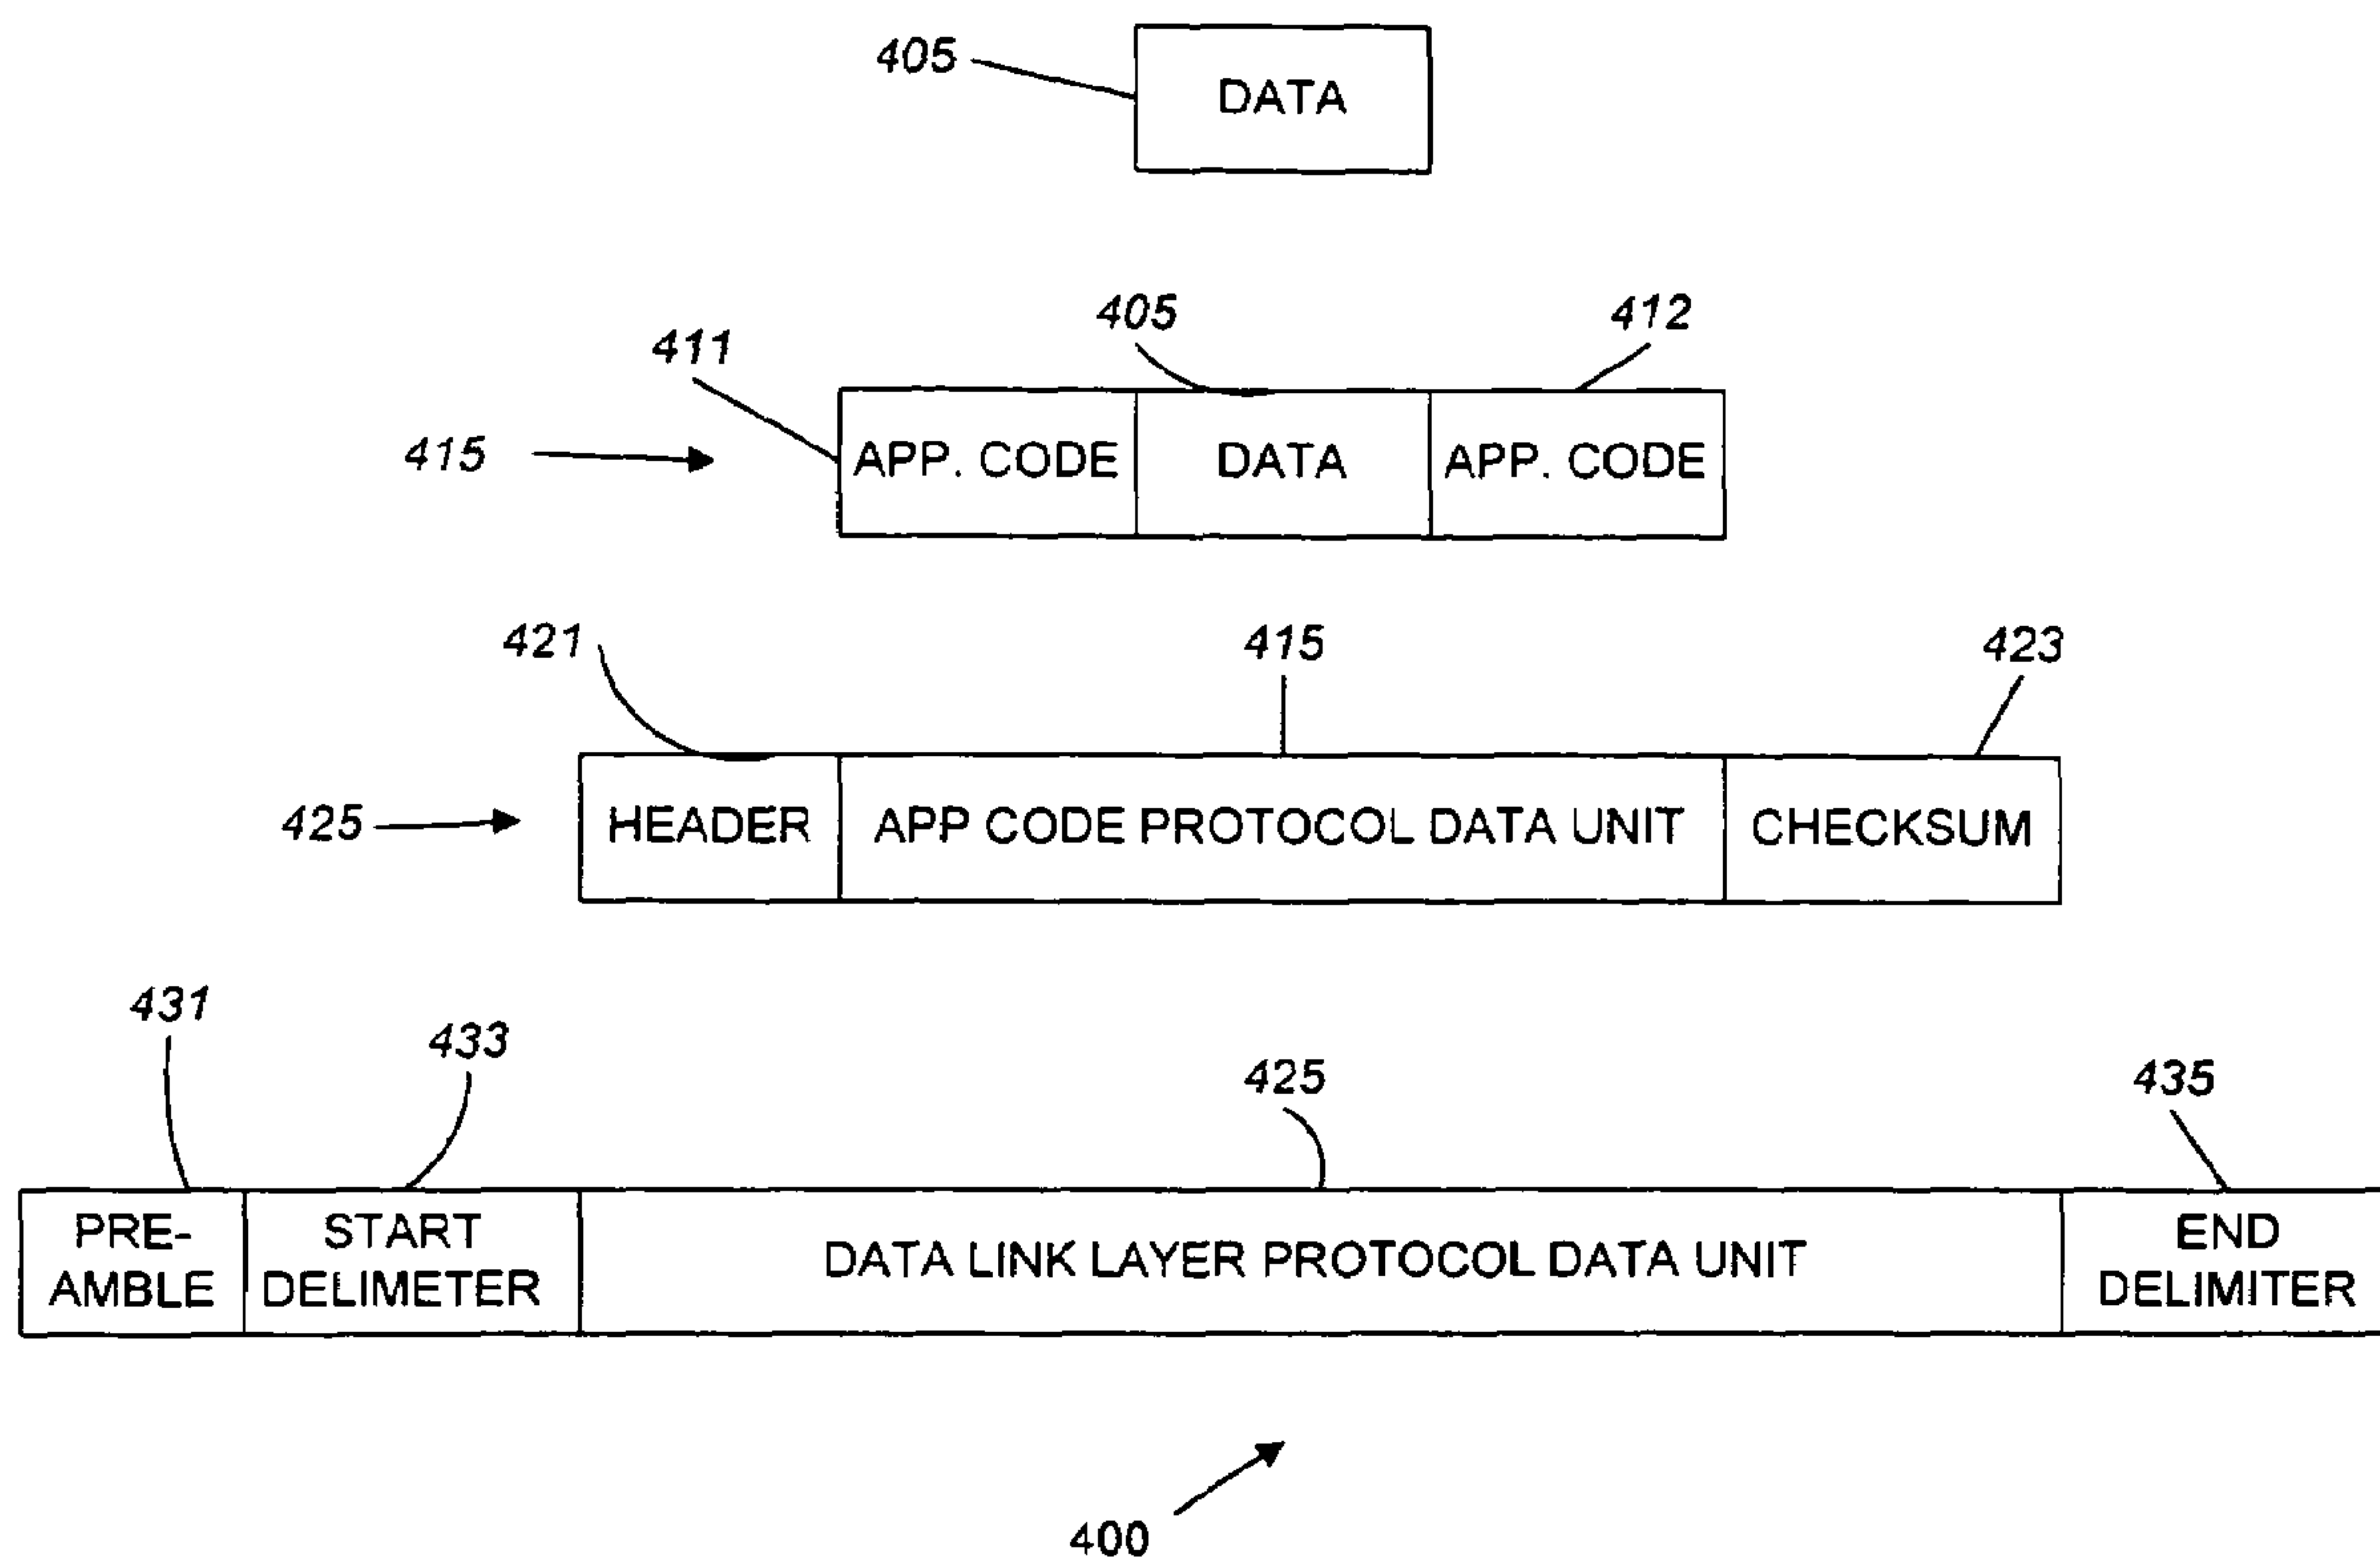 405
DATA
405
412
411
415
APP. CODE
DATA
APP. CODE
421
415
423
425
HEADER
APP CODE PROTOCOL DATA UNIT
CHECKSUM
431
433
425
435
PRE-
AMBLE
START
DELIMETER
DATA LINK LAYER PROTOCOL DATA UNIT
END
DELIMITER
400